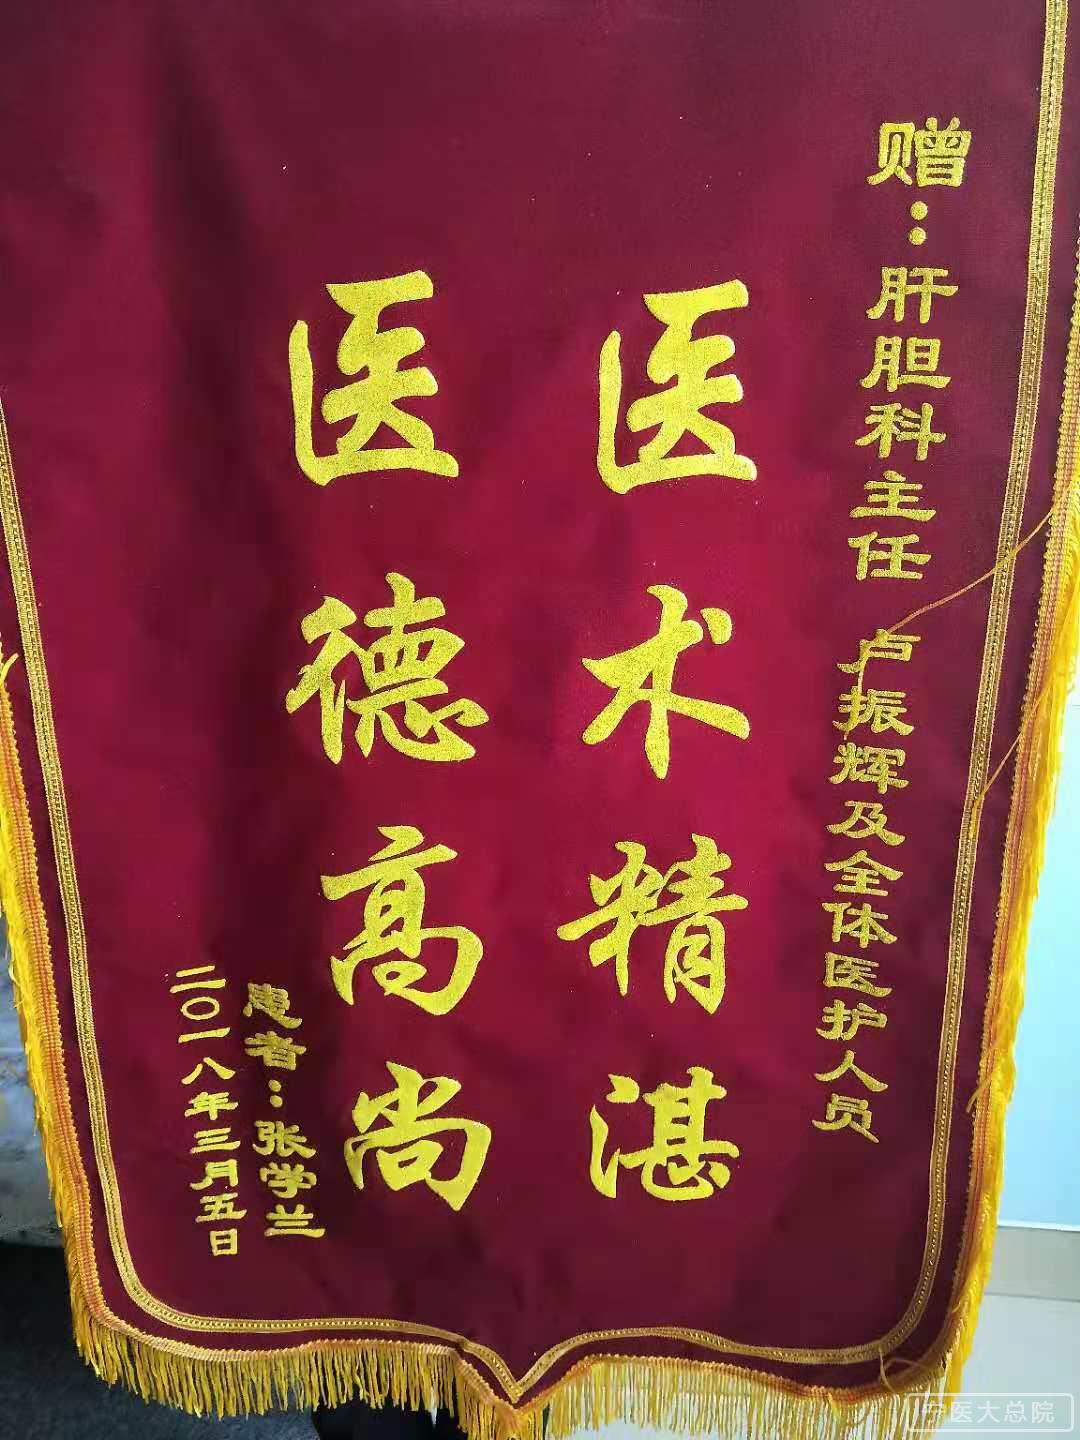 赠：肝胆科主任 卢振辉及全体医护人员
医术精湛
医德高尚
患者：张学兰
二〇一八年三月五日
宁医大总院